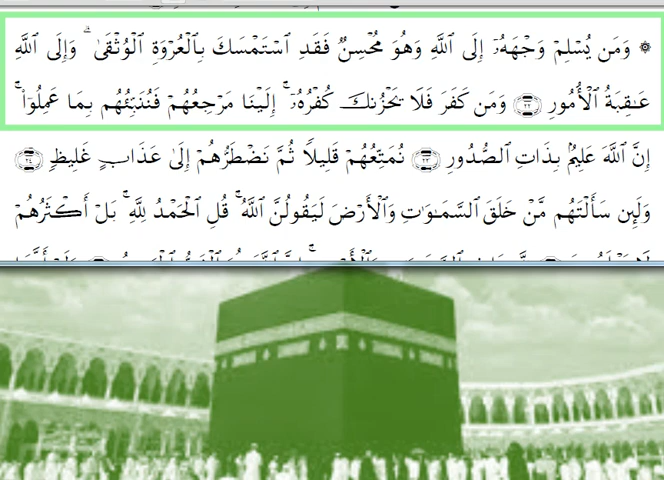 ۞ وَمَن يُسْلِمْ وَجْهَهُۥٓ إِلَى ٱللَّهِ وَهُوَ مُحْسِنٌ فَقَدِ ٱسْتَمْسَكَ بِٱلْعُرْوَةِ ٱلْوُثْقَىٰ ۗ وَإِلَى ٱللَّهِ
عَـٰقِبَةُ ٱلْأُمُورِ ﴿٢٢﴾ وَمَن كَفَرَ فَلَا يَحْزُنكَ كُفْرُهُۥٓ ۚ إِلَيْنَا مَرْجِعُهُمْ فَنُنَبِّئُهُم بِمَا عَمِلُوٓا۟ ۚ
إِنَّ ٱللَّهَ عَلِيمٌۢ بِذَاتِ ٱلصُّدُورِ ﴿٢٣﴾ نُمَتِّعُهُمْ قَلِيلًا ثُمَّ نَضْطَرُّهُمْ إِلَىٰ عَذَابٍ غَلِيظٍ ﴿٢٤﴾
وَلَئِن سَأَلْتَهُم مَّنْ خَلَقَ ٱلسَّمَـٰوَٰتِ وَٱلْأَرْضَ لَيَقُولُنَّ ٱللَّهُ ۚ قُلِ ٱلْحَمْدُ لِلَّهِ ۚ بَلْ أَكْثَرُهُمْ